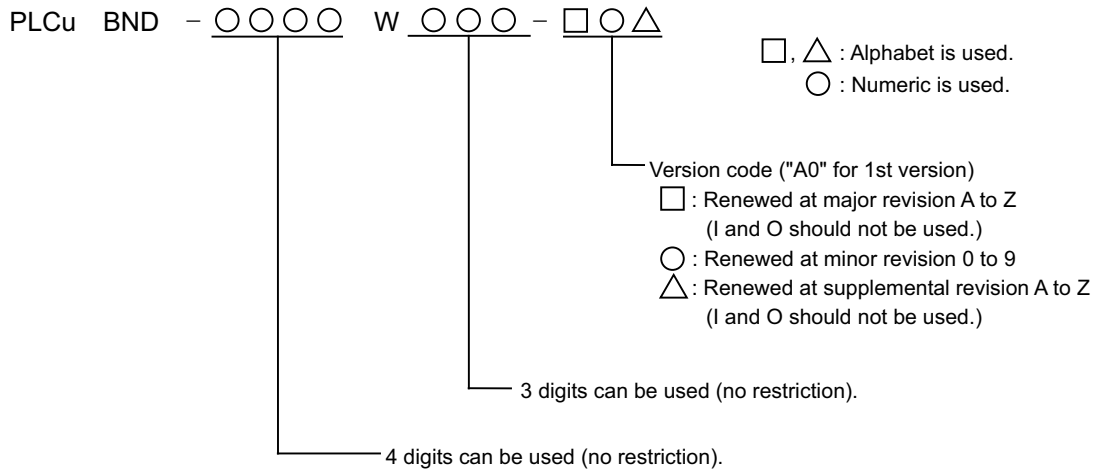 PLCu BND - ○○○○ W ○○○ - □○△
□, △ : Alphabet is used.
○ : Numeric is used.
Version code ("A0" for 1st version)
□ : Renewed at major revision A to Z
(I and O should not be used.)
○ : Renewed at minor revision 0 to 9
△ : Renewed at supplemental revision A to Z
(I and O should not be used.)
3 digits can be used (no restriction).
4 digits can be used (no restriction).